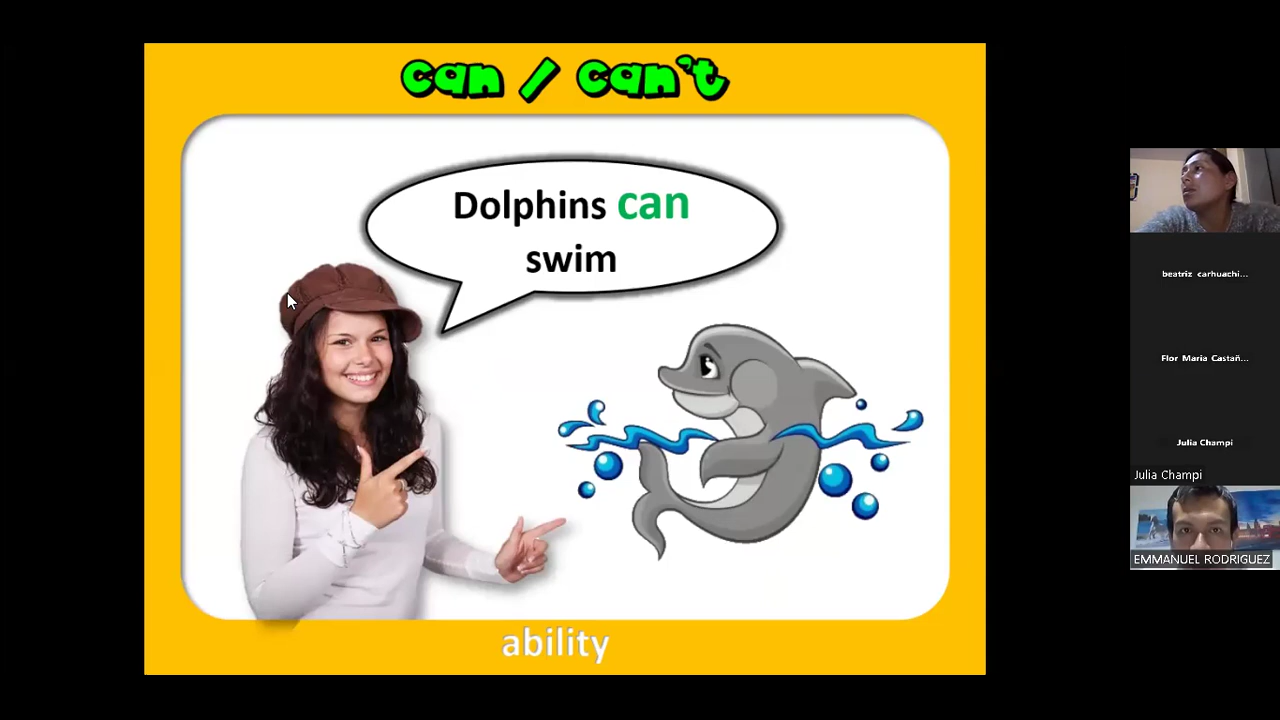 can / can't
Dolphins can
swim
ability
beatriz carhuachi...
Flor Maria Castañ...
Julia Champi
Julia Champi
EMMANUEL RODRIGUEZ